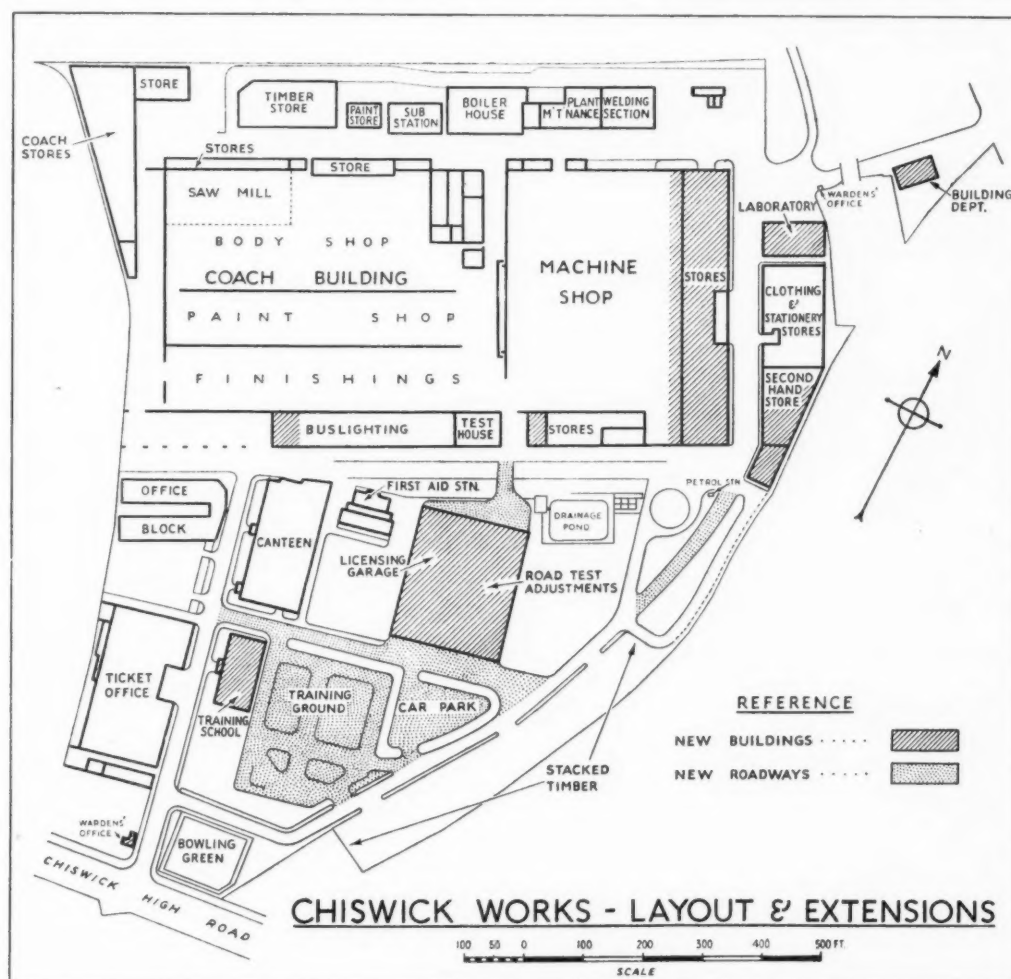 STORE
COACH
STORES
TIMBER
STORE
PAINT
STORE
SUB
STATION
BOILER
HOUSE
M'T
PLANT
NANCE
WELDING
SECTION
STORES
STORE
SAW MILL
BODY SHOP
COACH BUILDING
PAINT SHOP
FINISHINGS
MACHINE
SHOP
STORES
LABORATORY
WARDENS'
OFFICE
BUILDING
DEPT.
CLOTHING
&
STATIONERY
STORES
SECOND
HAND
STORE
N
BUSLIGHTING
TEST
HOUSE
STORES
OFFICE
BLOCK
CANTEEN
FIRST AID STN.
LICENSING
GARAGE
ROAD TEST
ADJUSTMENTS
DRAINAGE
POND
PETROL STN
TICKET
OFFICE
TRAINING
SCHOOL
TRAINING
GROUND
CAR PARK
STACKED
TIMBER
WARDENS'
OFFICE
BOWLING
GREEN
CHISWICK HIGH ROAD
REFERENCE
NEW BUILDINGS
NEW ROADWAYS
CHISWICK WORKS - LAYOUT & EXTENSIONS
100 50 0 100 200 300 400 500 FT.
SCALE